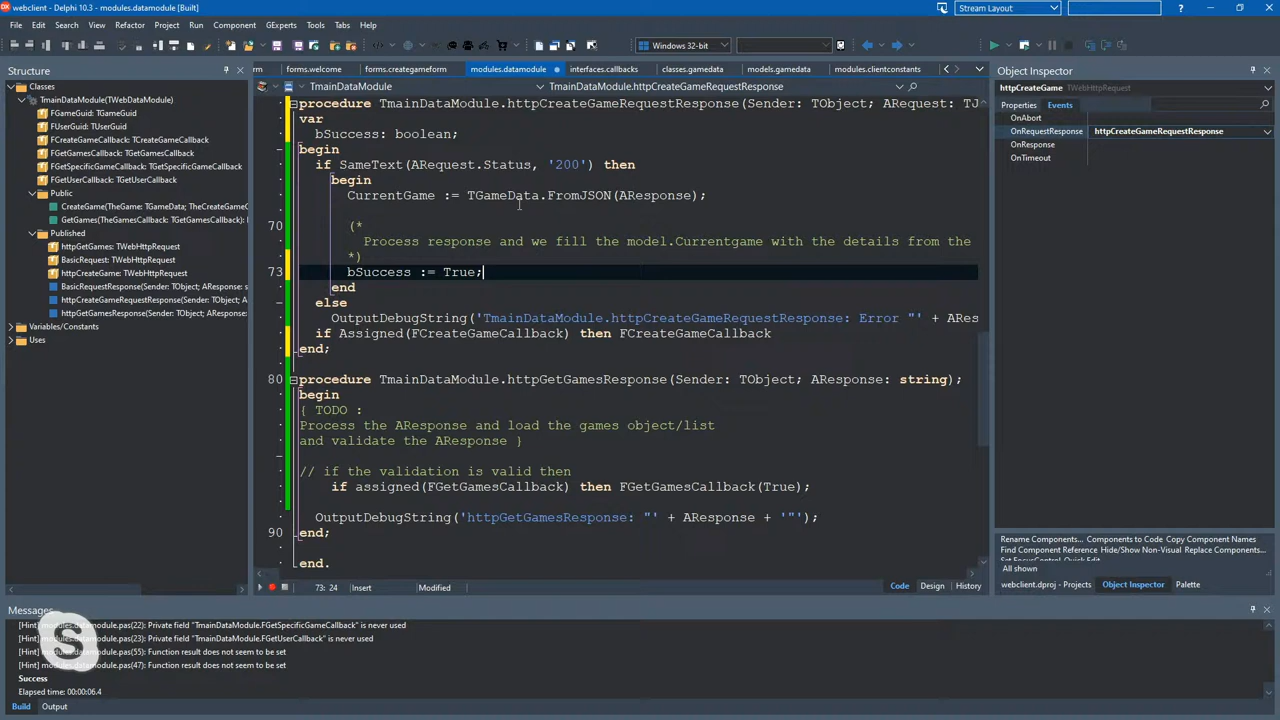 webclient - Delphi 10.3 - modules.datamodule [Built]
Stream Layout
File Edit Search View Refactor Project Run Component GExperts Tools Tabs Help
Windows 32-bit
Structure
rm forms.welcome forms.creategameform modules.datamodule interfaces.callbacks classes.gamedata models.gamedata modules.clientconstants
Object Inspector
TmainDataModule TmainDataModule.httpCreateGameRequestResponse
httpCreateGame TWebHttpRequest
Properties Events
OnAbort
OnRequestResponse httpCreateGameRequestResponse
OnResponse
OnTimeout
Classes
TmainDataModule(TWebDataModule)
FGameGuid: TGameGuid
FUserGuid: TUserGuid
FCreateGameCallback: TCreateGameCallback
FGetGamesCallback: TGetGamesCallback
FGetSpecificGameCallback: TGetSpecificGameCallback
FGetUserCallback: TGetUserCallback
Public
CreateGame(TheGame: TGameData; TheCreateGameC
GetGames(TheGamesCallback: TGetGamesCallback):
Published
httpGetGames: TWebHttpRequest
BasicRequest: TWebHttpRequest
httpCreateGame: TWebHttpRequest
BasicRequestResponse(Sender: TObject; AResponse: s
httpCreateGameRequestResponse(Sender: TObject; A
httpGetGamesResponse(Sender: TObject; AResponse:
Variables/Constants
Uses
procedure TmainDataModule.httpCreateGameRequestResponse(Sender: TObject; ARequest: TJ
var
bSuccess: boolean;
begin
if SameText(ARequest.Status, '200') then
begin
CurrentGame := TGameData.FromJSON(AResponse);
70 (*
Process response and we fill the model.Currentgame with the details from the
*)
73 bSuccess := True;
end
else
OutputDebugString('TmainDataModule.httpCreateGameRequestResponse: Error "' + ARes
if Assigned(FCreateGameCallback) then FCreateGameCallback
end;
80 procedure TmainDataModule.httpGetGamesResponse(Sender: TObject; AResponse: string);
begin
{ TODO :
Process the AResponse and load the games object/list
and validate the AResponse }
// if the validation is valid then
if assigned(FGetGamesCallback) then FGetGamesCallback(True);
OutputDebugString('httpGetGamesResponse: "' + AResponse + '"');
90 end;
end.
73: 24 Insert Modified Code Design History
Rename Components... Components to Code Copy Component Names
Find Component Reference Hide/Show Non-Visual Replace Components...
Set FocusControl Quick Edit
All shown
webclient.dproj - Projects Object Inspector Palette
Messages
[Hint] modules.datamodule.pas(22): Private field "TmainDataModule.FGetSpecificGameCallback" is never used
[Hint] modules.datamodule.pas(23): Private field "TmainDataModule.FGetUserCallback" is never used
[Hint] modules.datamodule.pas(55): Function result does not seem to be set
[Hint] modules.datamodule.pas(47): Function result does not seem to be set
Success
Elapsed time: 00:00:06.4
Build Output